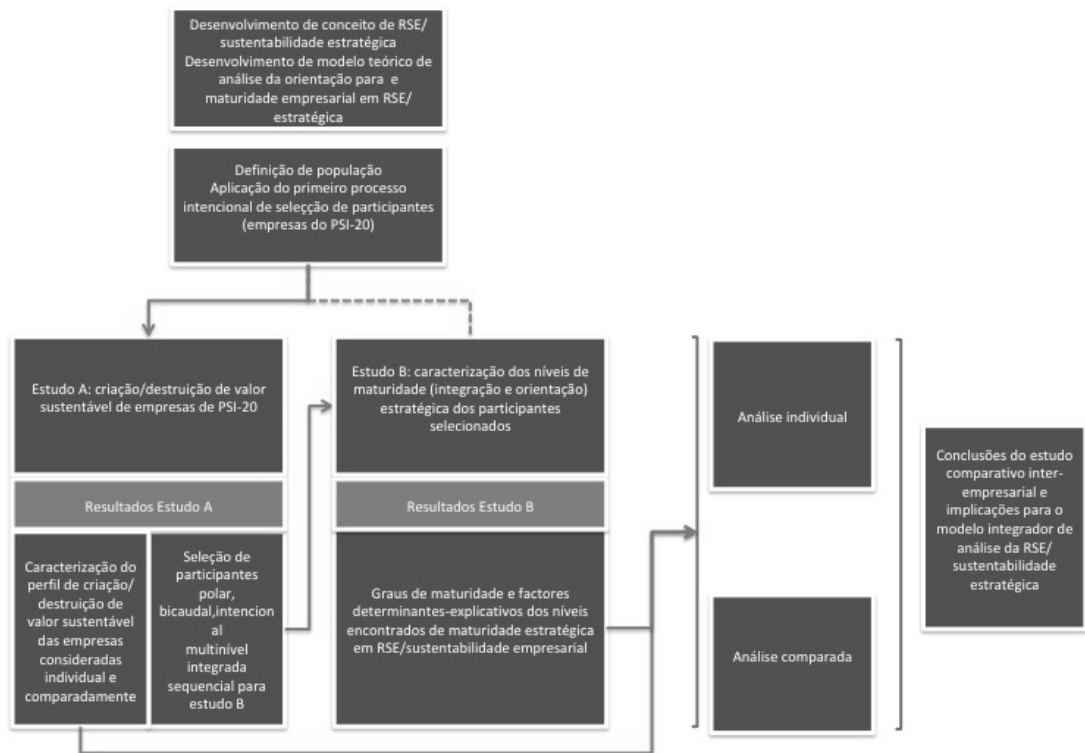 Desenvolvimento de conceito de RSE/
sustentabilidade estratégica
Desenvolvimento de modelo teórico de
análise da orientação para e
maturidade empresarial em RSE/
estratégica
Definição de população
Aplicação do primeiro processo
intencional de selecção de participantes
(empresas do PSI-20)
Estudo A: criação/destruição de valor
sustentável de empresas de PSI-20
Resultados Estudo A
Caracterização do
perfil de criação/
destruição de
valor sustentável
das empresas
consideradas
individual e
comparadamente
Seleção de
participantes
polar,
bicaudal,intencion
al
multinível
integrada
sequencial para
estudo B
Estudo B: caracterização dos níveis de
maturidade (integração e orientação)
estratégica dos participantes
selecionados
Resultados Estudo B
Graus de maturidade e factores
determinantes-explicativos dos níveis
encontrados de maturidade estratégica
em RSE/sustentabilidade empresarial
Análise individual
Análise comparada
Conclusões do estudo
comparativo inter-
empresarial e
implicações para o
modelo integrador de
análise da RSE/
sustentabilidade
estratégica